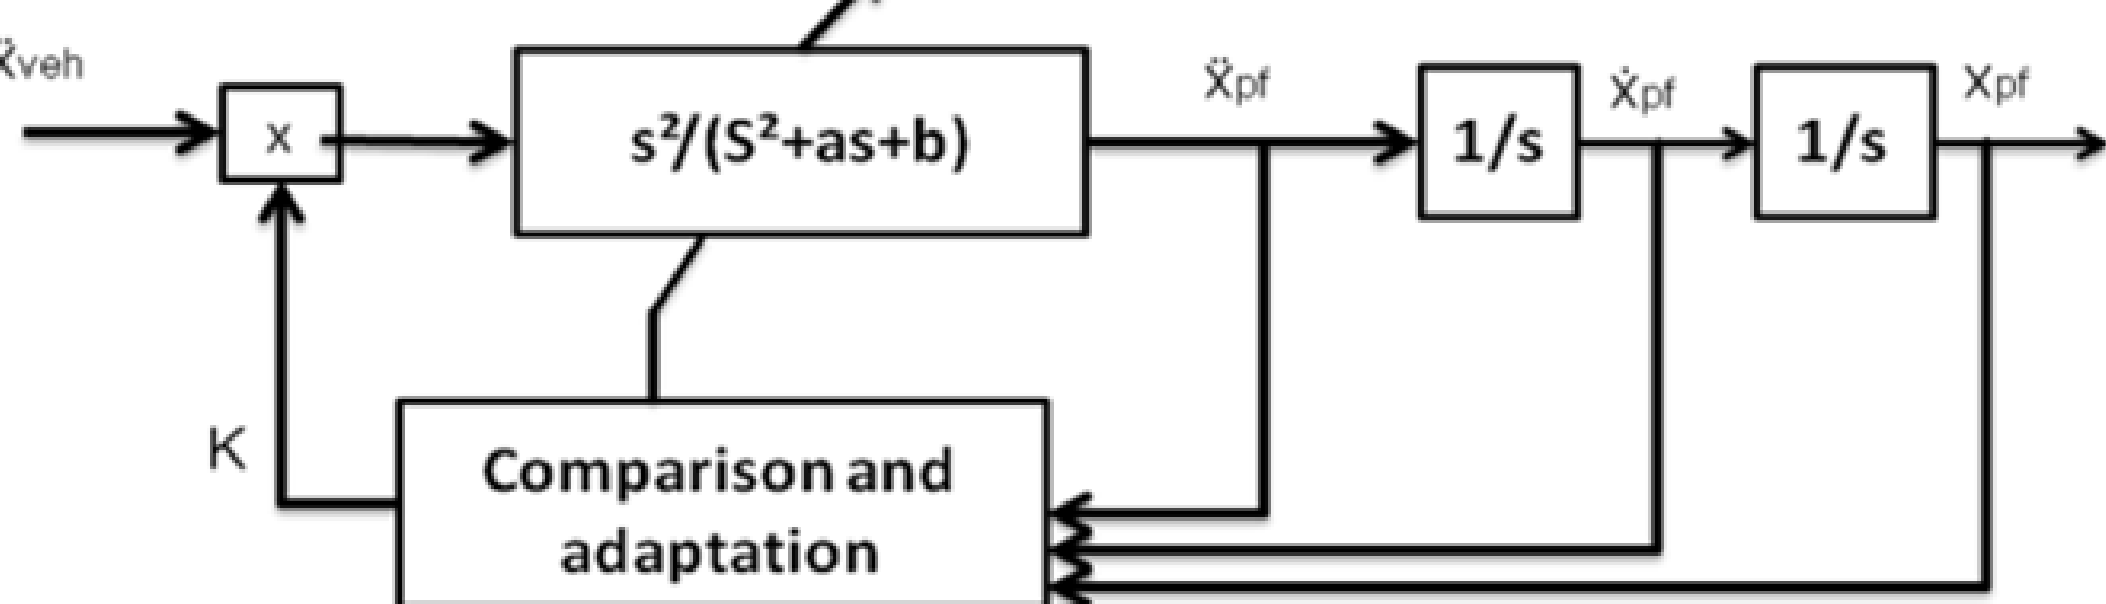 ẍveh
x
s²/(S²+as+b)
ẍpf
1/s
ẋpf
1/s
xpf
K
Comparison and
adaptation